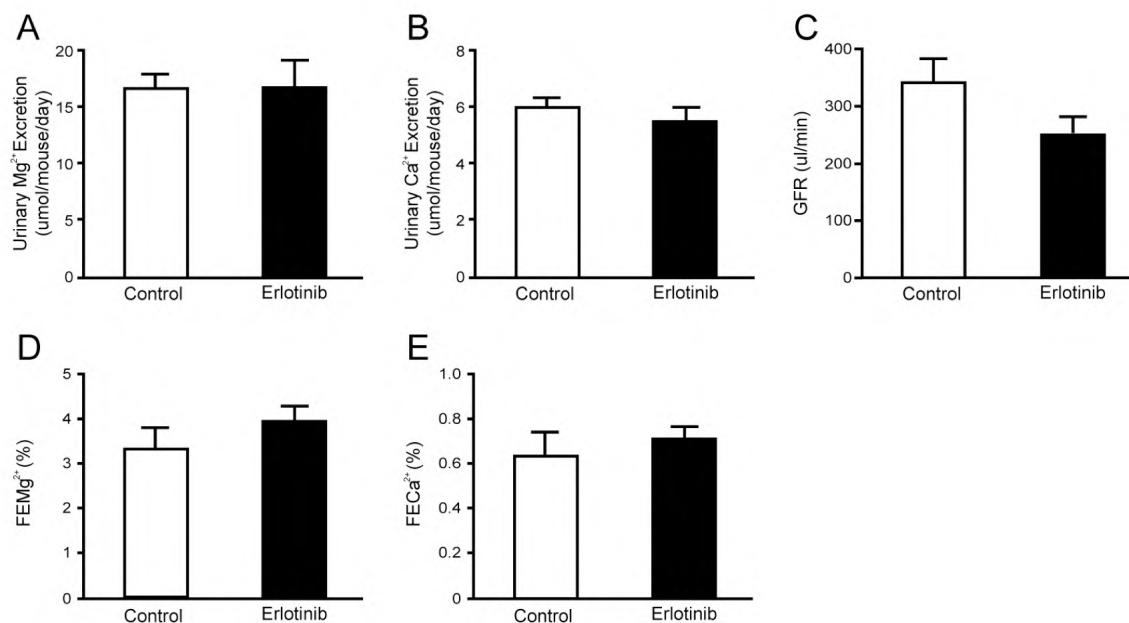 A
Urinary Mg²⁺ Excretion
(umol/mouse/day)
20
15
10
5
0
Control
Erlotinib
B
Urinary Ca²⁺ Excretion
(umol/mouse/day)
8
6
4
2
0
Control
Erlotinib
C
GFR (ul/min)
400
300
200
100
0
Control
Erlotinib
D
FEMg²⁺ (%)
5
4
3
2
1
0
Control
Erlotinib
E
FECa²⁺ (%)
1.0
0.8
0.6
0.4
0.2
0
Control
Erlotinib